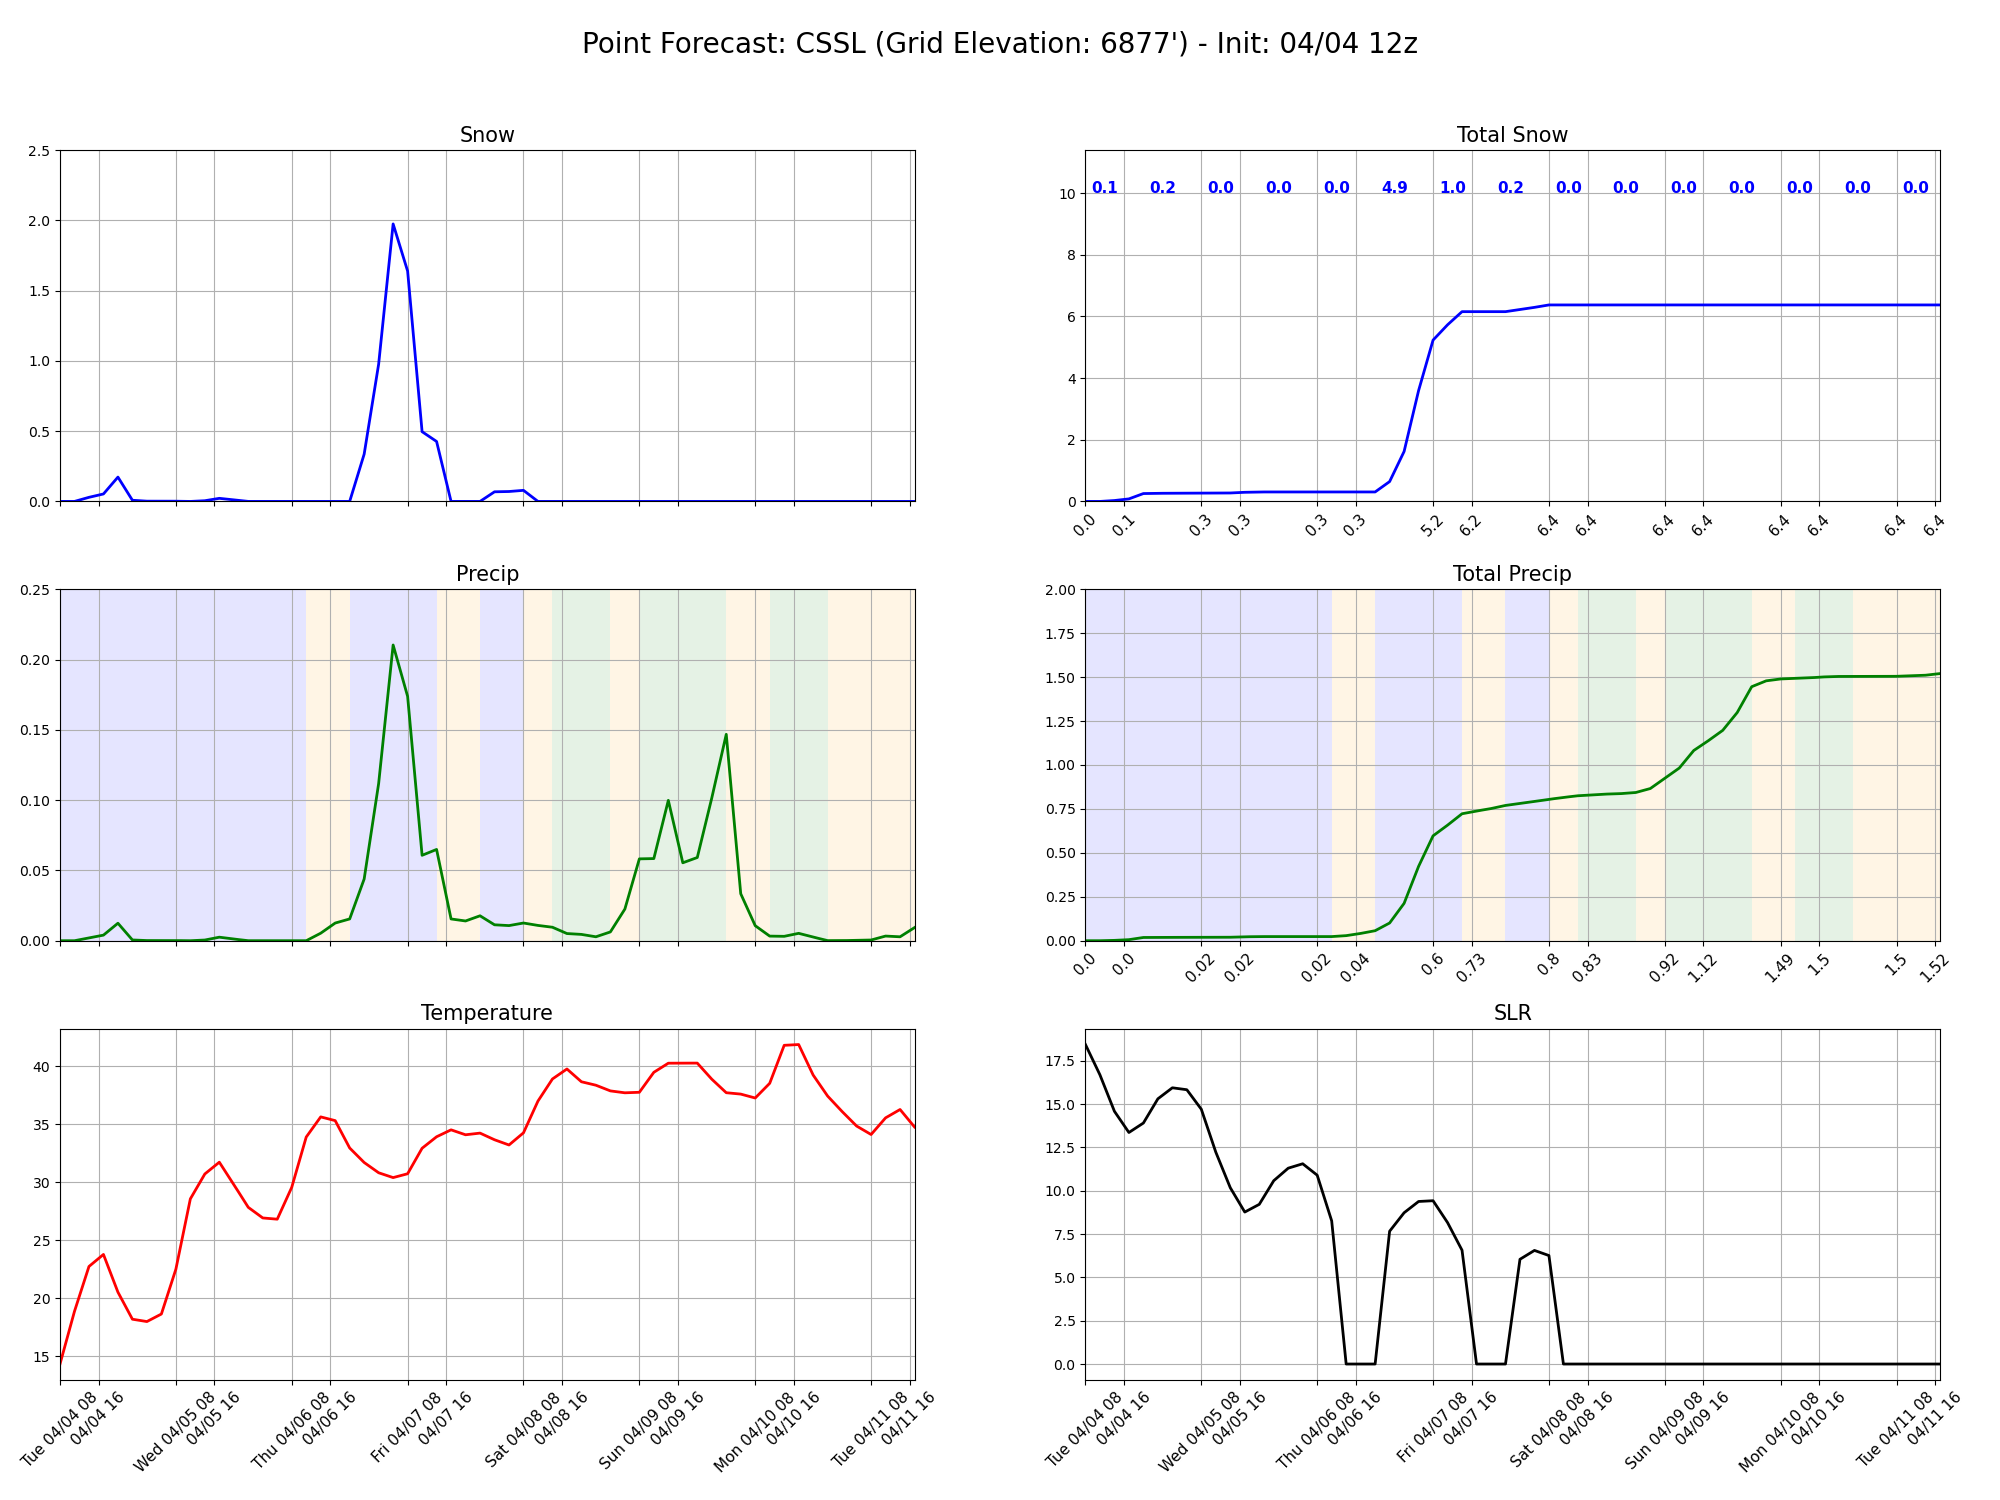 Point Forecast: CSSL (Grid Elevation: 6877') - Init: 04/04 12z
Snow
2.5
2.0
1.5
1.0
0.5
0.0
Total Snow
0.1 0.2 0.0 0.0 0.0 4.9 1.0 0.2 0.0 0.0 0.0 0.0 0.0 0.0 0.0
10
8
6
4
2
0
0.0 0.1 0.3 0.3 0.3 0.3 5.2 6.2 6.4 6.4 6.4 6.4 6.4 6.4 6.4 6.4
Precip
0.25
0.20
0.15
0.10
0.05
0.00
Total Precip
2.00
1.75
1.50
1.25
1.00
0.75
0.50
0.25
0.00
0.0 0.0 0.02 0.02 0.02 0.04 0.6 0.73 0.8 0.83 0.92 1.12 1.49 1.5 1.5 1.52
Temperature
40
35
30
25
20
15
Tue 04/04 08
04/04 16
Wed 04/05 08
04/05 16
Thu 04/06 08
04/06 16
Fri 04/07 08
04/07 16
Sat 04/08 08
04/08 16
Sun 04/09 08
04/09 16
Mon 04/10 08
04/10 16
Tue 04/11 08
04/11 16
SLR
17.5
15.0
12.5
10.0
7.5
5.0
2.5
0.0
Tue 04/04 08
04/04 16
Wed 04/05 08
04/05 16
Thu 04/06 08
04/06 16
Fri 04/07 08
04/07 16
Sat 04/08 08
04/08 16
Sun 04/09 08
04/09 16
Mon 04/10 08
04/10 16
Tue 04/11 08
04/11 16